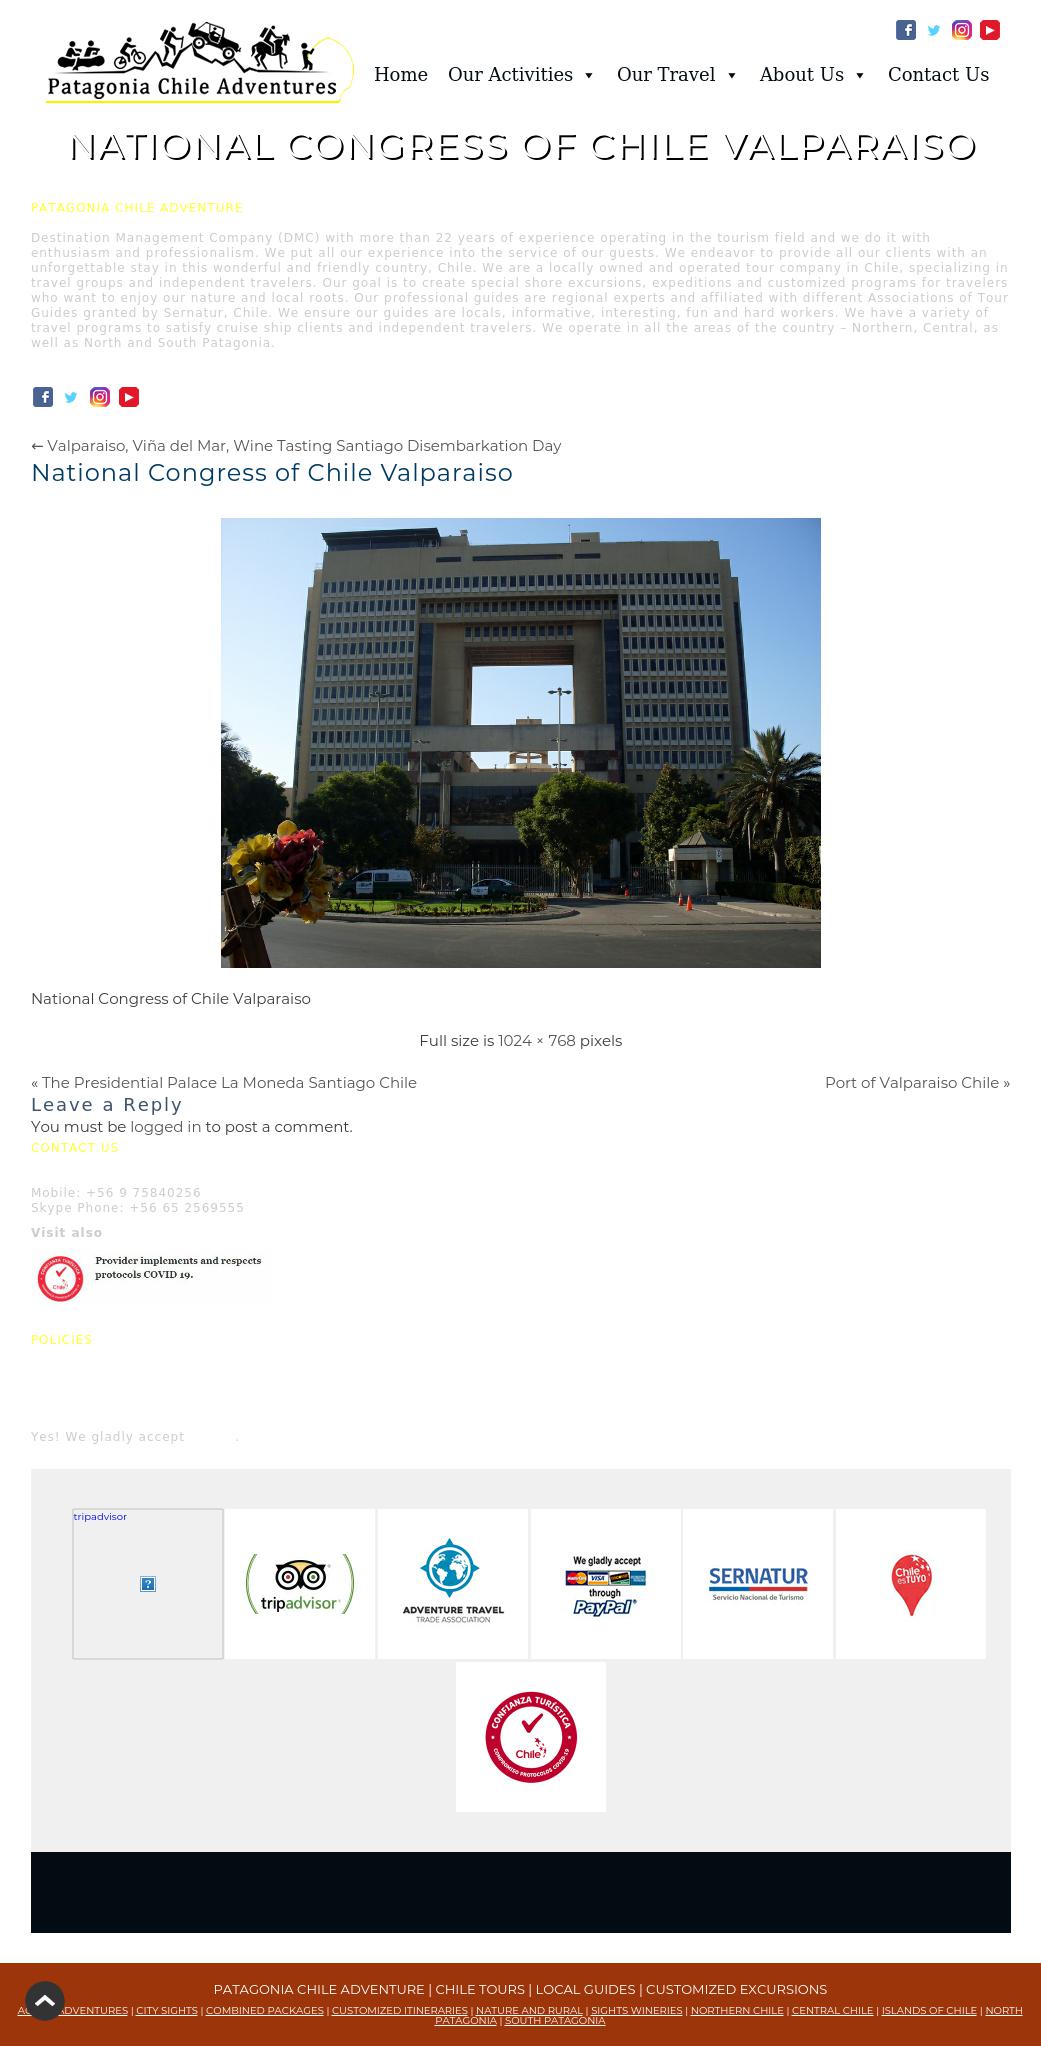 Patagonia Chile Adventures
Home
Our Activities
Our Travel
About Us
Contact Us
NATIONAL CONGRESS OF CHILE VALPARAISO
PATAGONIA CHILE ADVENTURE
Destination Management Company (DMC) with more than 22 years of experience operating in the tourism field and we do it with
enthusiasm and professionalism. We put all our experience into the service of our guests. We endeavor to provide all our clients with an
unforgettable stay in this wonderful and friendly country, Chile. We are a locally owned and operated tour company in Chile, specializing in
travel groups and independent travelers. Our goal is to create special shore excursions, expeditions and customized programs for travelers
who want to enjoy our nature and local roots. Our professional guides are regional experts and affiliated with different Associations of Tour
Guides granted by Sernatur, Chile. We ensure our guides are locals, informative, interesting, fun and hard workers. We have a variety of
travel programs to satisfy cruise ship clients and independent travelers. We operate in all the areas of the country – Northern, Central, as
well as North and South Patagonia.
← Valparaiso, Viña del Mar, Wine Tasting Santiago Disembarkation Day
National Congress of Chile Valparaiso
National Congress of Chile Valparaiso
Full size is 1024 × 768 pixels
« The Presidential Palace La Moneda Santiago Chile
Port of Valparaiso Chile »
Leave a Reply
You must be logged in to post a comment.
CONTACT US
Mobile: +56 9 75840256
Skype Phone: +56 65 2569555
Visit also
Provider implements and respects
protocols COVID 19.
POLICIES
Yes! We gladly accept .
tripadvisor
tripadvisor
ADVENTURE TRAVEL
TRADE ASSOCIATION
We gladly accept
MasterCard VISA
through
PayPal
SERNATUR
Servicio Nacional de Turismo
Chile
es TUYO
CONFIANZA TURÍSTICA
Chile
COMPROMISO PROTOCOLOS COVID-19
PATAGONIA CHILE ADVENTURE | CHILE TOURS | LOCAL GUIDES | CUSTOMIZED EXCURSIONS
ADVENTURES | CITY SIGHTS | COMBINED PACKAGES | CUSTOMIZED ITINERARIES | NATURE AND RURAL | SIGHTS WINERIES | NORTHERN CHILE | CENTRAL CHILE | ISLANDS OF CHILE | NORTH
PATAGONIA | SOUTH PATAGONIA